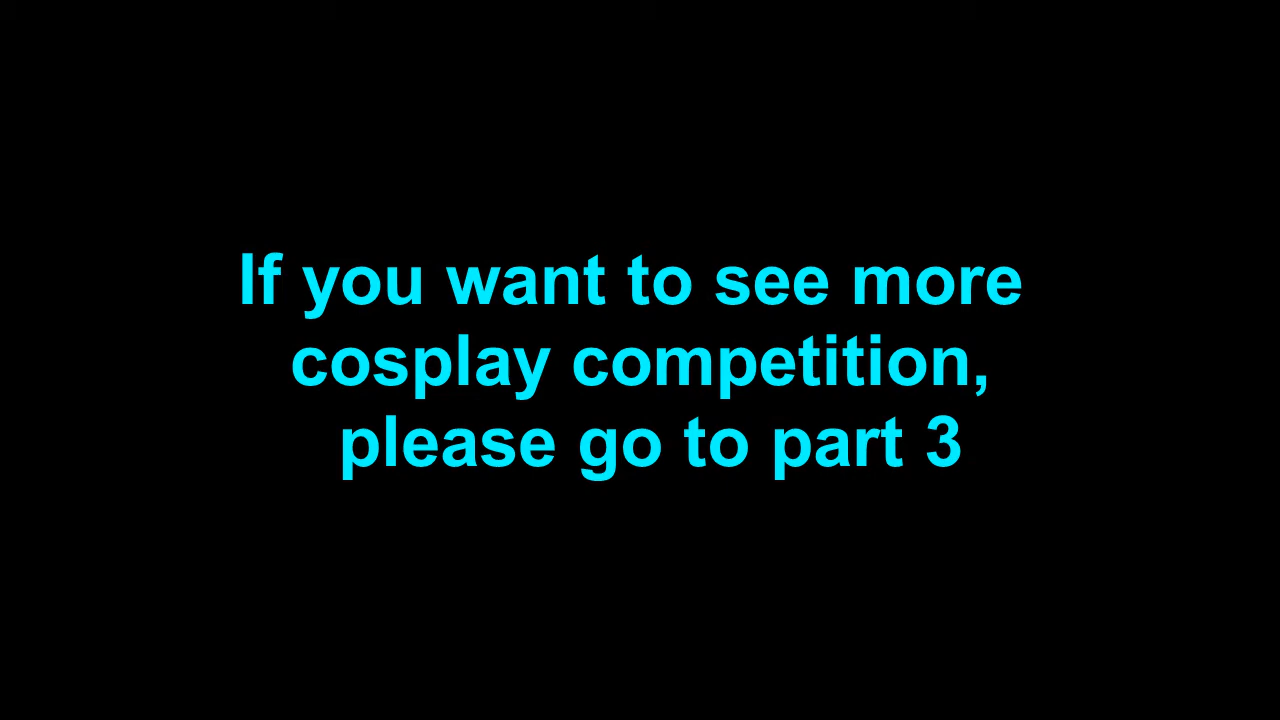 If you want to see more
cosplay competition,
please go to part 3